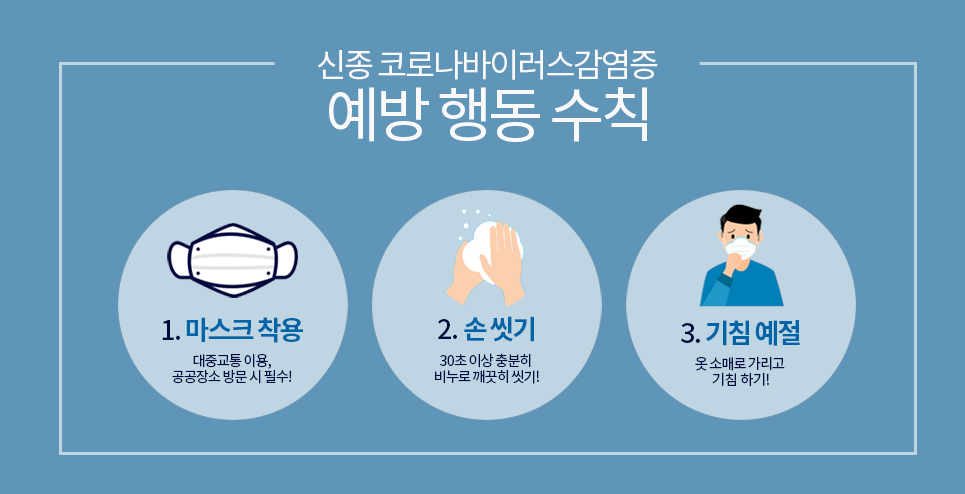 신종 코로나바이러스감염증
예방 행동 수칙
1. 마스크 착용
대중교통 이용,
공공장소 방문 시 필수!
2. 손 씻기
30초 이상 충분히
비누로 깨끗히 씻기!
3. 기침 예절
옷 소매로 가리고
기침 하기!